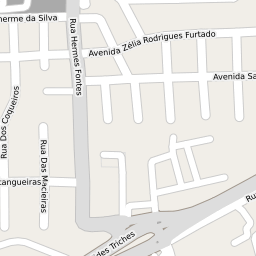 herme da Silva
Rua Hermes Fontes
Avenida Zélia Rodrigues Furtado
Avenida Sa
Rua Dos Coqueiros
Rua Das Macieiras
tangueiras
des Triches
Ru